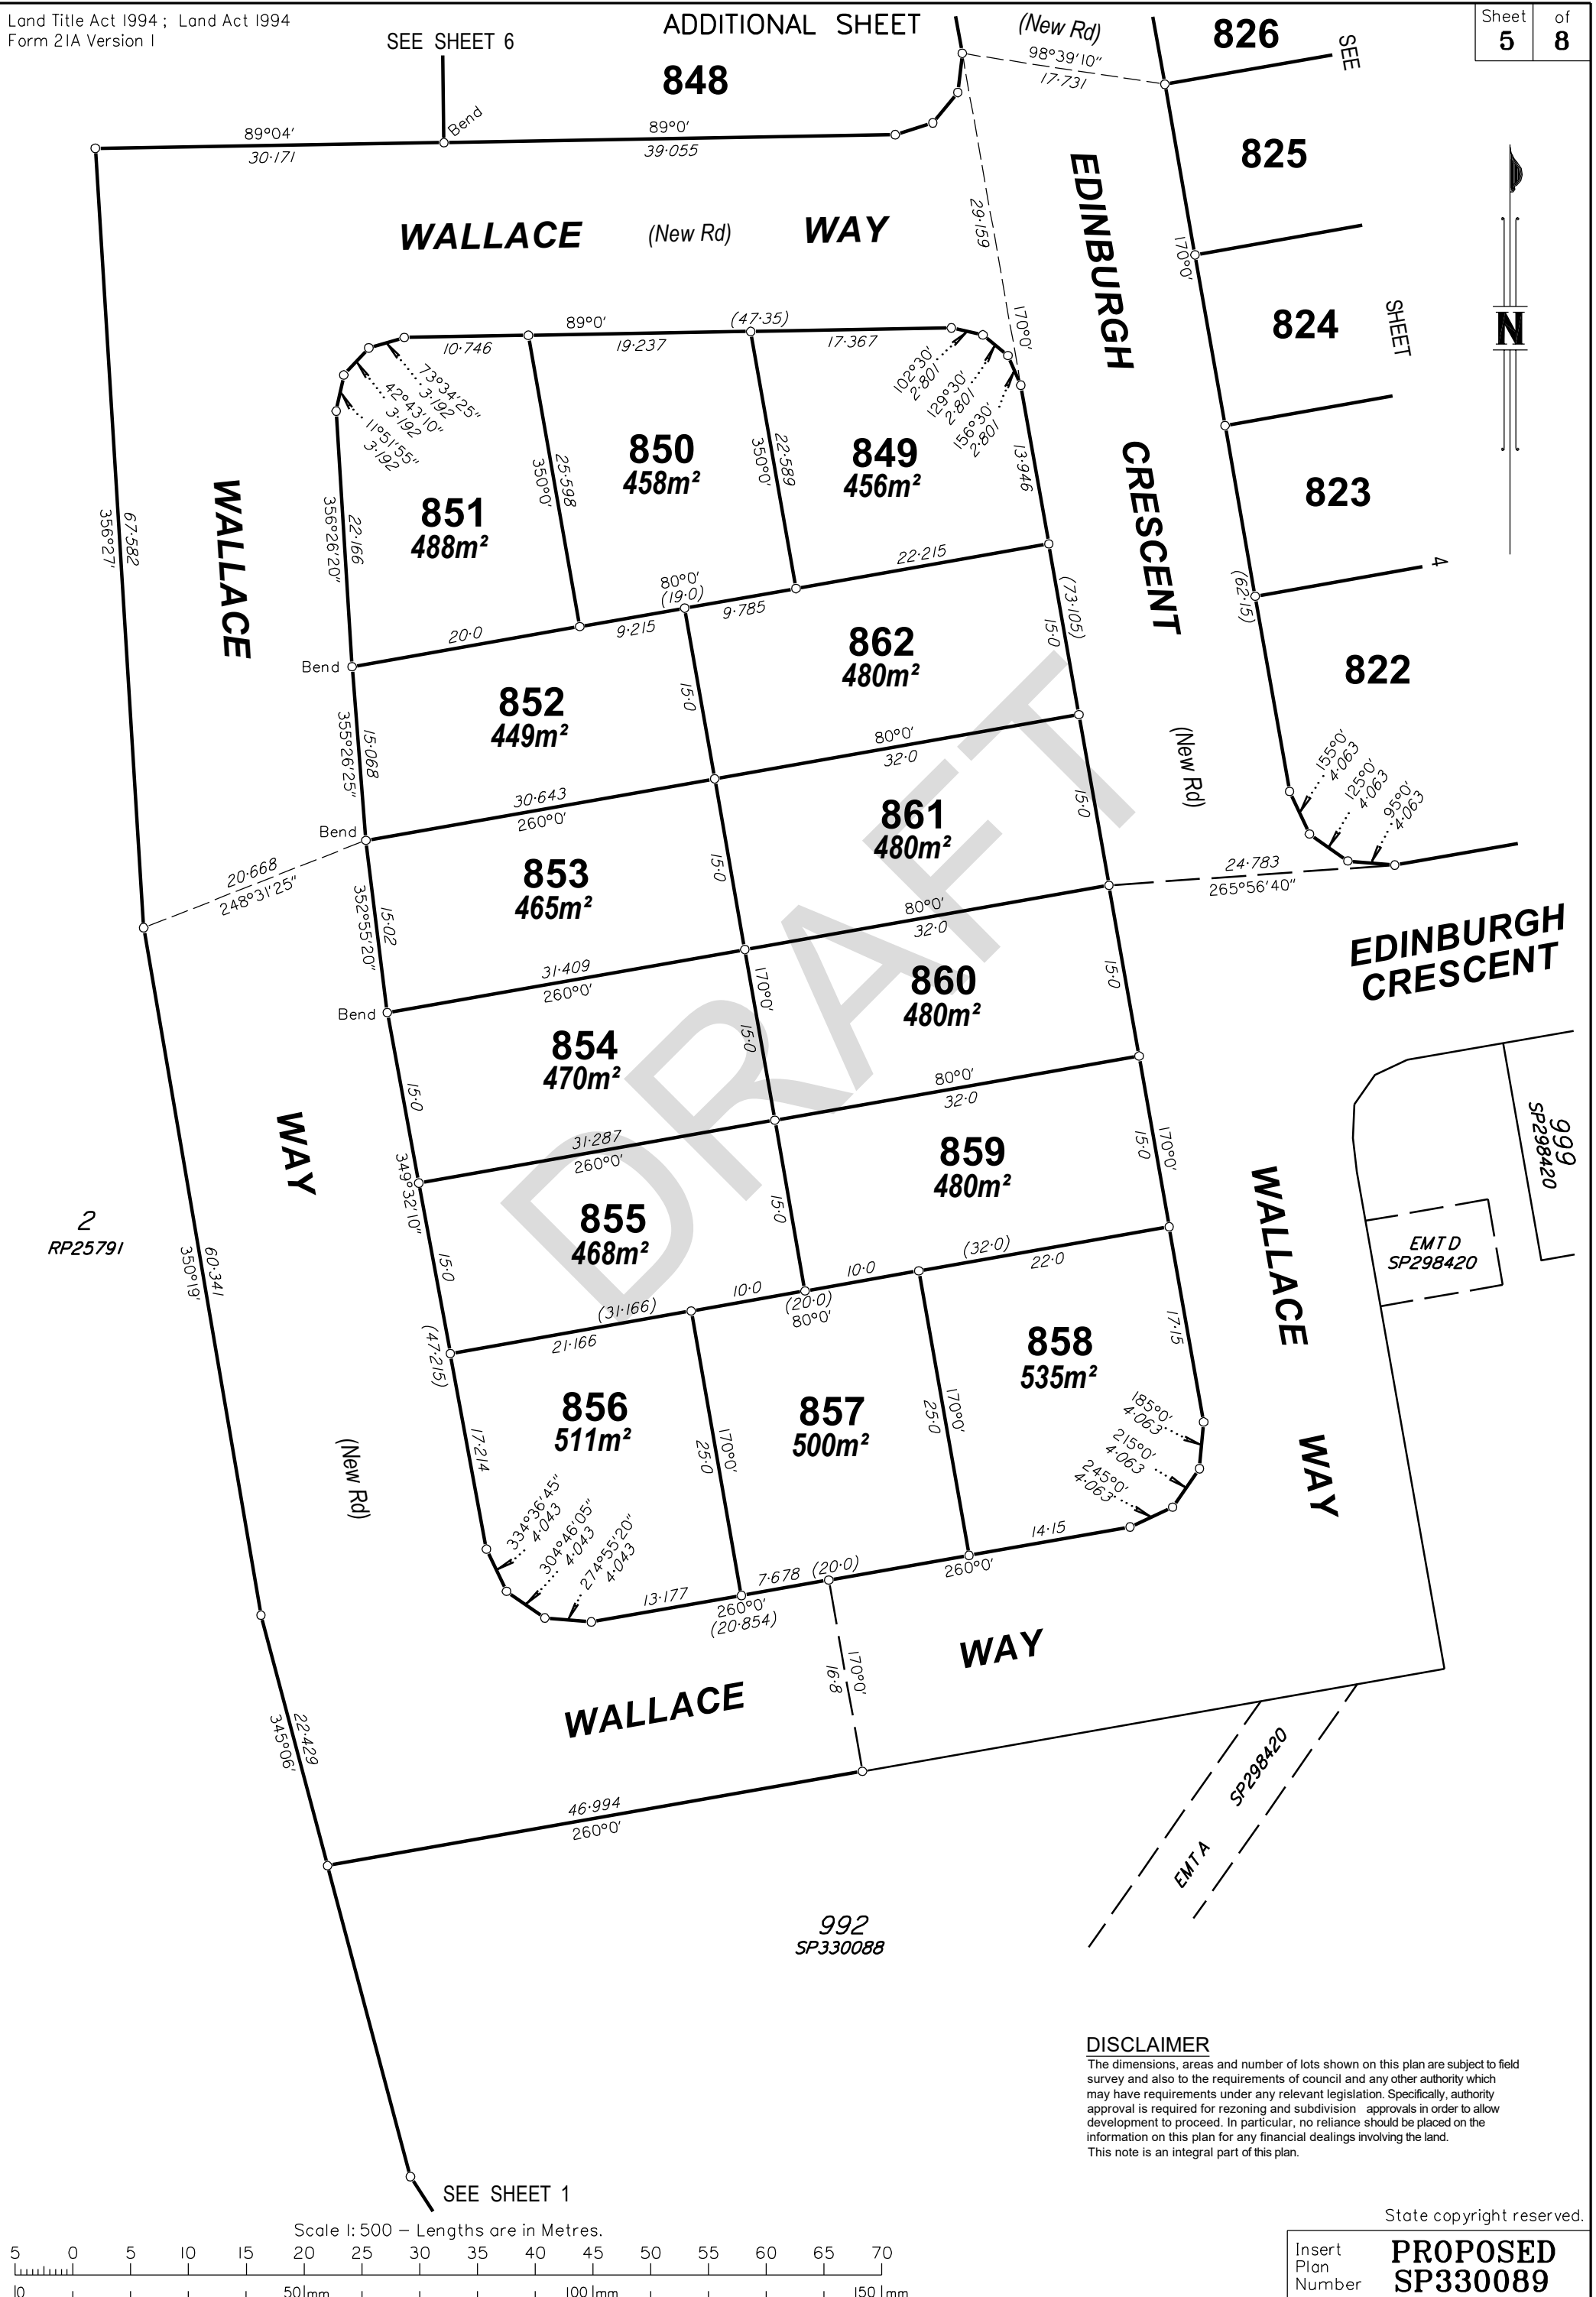 Land Title Act 1994 ; Land Act 1994
Form 21A Version 1
SEE SHEET 6
ADDITIONAL SHEET
Sheet 5 of 8
848
(New Rd)
98°39'10"
17·731
826
SEE
Bend
89°04'
30·171
89°0'
39·055
825
EDINBURGH
29·159
170°0'
WALLACE (New Rd) WAY
170°0'
824
SHEET
N
89°0'
(47·35)
10·746
19·237
17·367
73°34'25"
3·192
42°43'10"
3·192
11°51'55"
3·192
102°30'
2·801
129°30'
2·801
156°30'
2·801
850
458m²
849
456m²
851
488m²
25·598
350°0'
22·589
350°0'
13·946
CRESCENT
823
67·582
356°27'
WALLACE
22·166
356°26'20"
22·215
80°0'
(19·0)
9·785
9·215
20·0
(73·105)
15·0
(62·15)
4
Bend
862
480m²
822
852
449m²
15·0
15·068
355°26'25"
80°0'
32·0
(New Rd)
155°0'
4·063
125°0'
4·063
95°0'
4·063
30·643
260°0'
Bend
861
480m²
15·0
20·668
248°31'25"
853
465m²
15·0
24·783
265°56'40"
15·02
352°55'20"
80°0'
32·0
EDINBURGH
CRESCENT
31·409
260°0'
Bend
170°0'
15·0
860
480m²
15·0
854
470m²
15·0
WAY
80°0'
32·0
31·287
260°0'
349°32'10"
859
480m²
15·0
170°0'
999
SP298420
2
RP25791
855
468m²
15·0
15·0
WALLACE
EMT D
SP298420
60·341
350°19'
(32·0)
22·0
10·0
10·0
(20·0)
80°0'
(31·166)
21·166
(47·215)
17·15
858
535m²
856
511m²
857
500m²
170°0'
25·0
170°0'
25·0
17·214
185°0'
4·063
215°0'
4·063
245°0'
4·063
WAY
(New Rd)
334°36'45"
4·043
304°46'05"
4·043
274°55'20"
4·043
14·15
260°0'
7·678 (20·0)
13·177
260°0'
(20·854)
170°0'
16·8
WAY
WALLACE
22·429
345°06'
46·994
260°0'
SP298420
EMT A
992
SP330088
DRAFT
DISCLAIMER
The dimensions, areas and number of lots shown on this plan are subject to field
survey and also to the requirements of council and any other authority which
may have requirements under any relevant legislation. Specifically, authority
approval is required for rezoning and subdivision approvals in order to allow
development to proceed. In particular, no reliance should be placed on the
information on this plan for any financial dealings involving the land.
This note is an integral part of this plan.
SEE SHEET 1
State copyright reserved.
Scale 1: 500 – Lengths are in Metres.
5 0 5 10 15 20 25 30 35 40 45 50 55 60 65 70
10 50|mm 100|mm 150|mm
Insert
Plan
Number
PROPOSED
SP330089